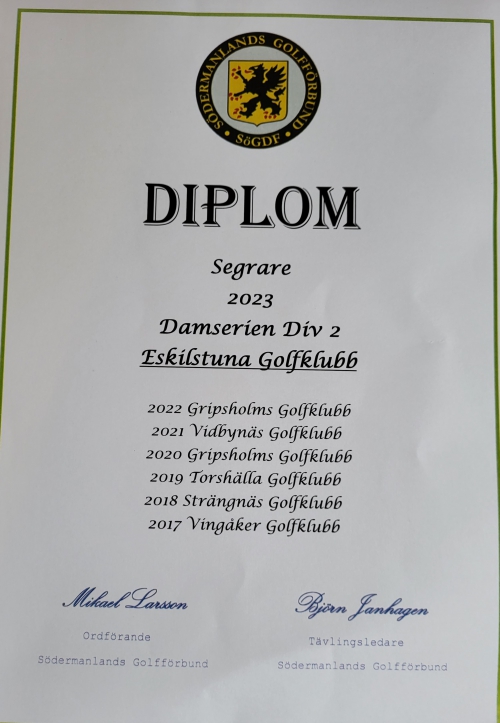 SÖDERMANLANDS GOLFFÖRBUND
• SöGDF •
DIPLOM
Segrare
2023
Damserien Div 2
Eskilstuna Golfklubb
2022 Gripsholms Golfklubb
2021 Vidbynäs Golfklubb
2020 Gripsholms Golfklubb
2019 Torshälla Golfklubb
2018 Strängnäs Golfklubb
2017 Vingåker Golfklubb
Mikael Larsson
Ordförande
Södermanlands Golfförbund
Björn Janhagen
Tävlingsledare
Södermanlands Golfförbund